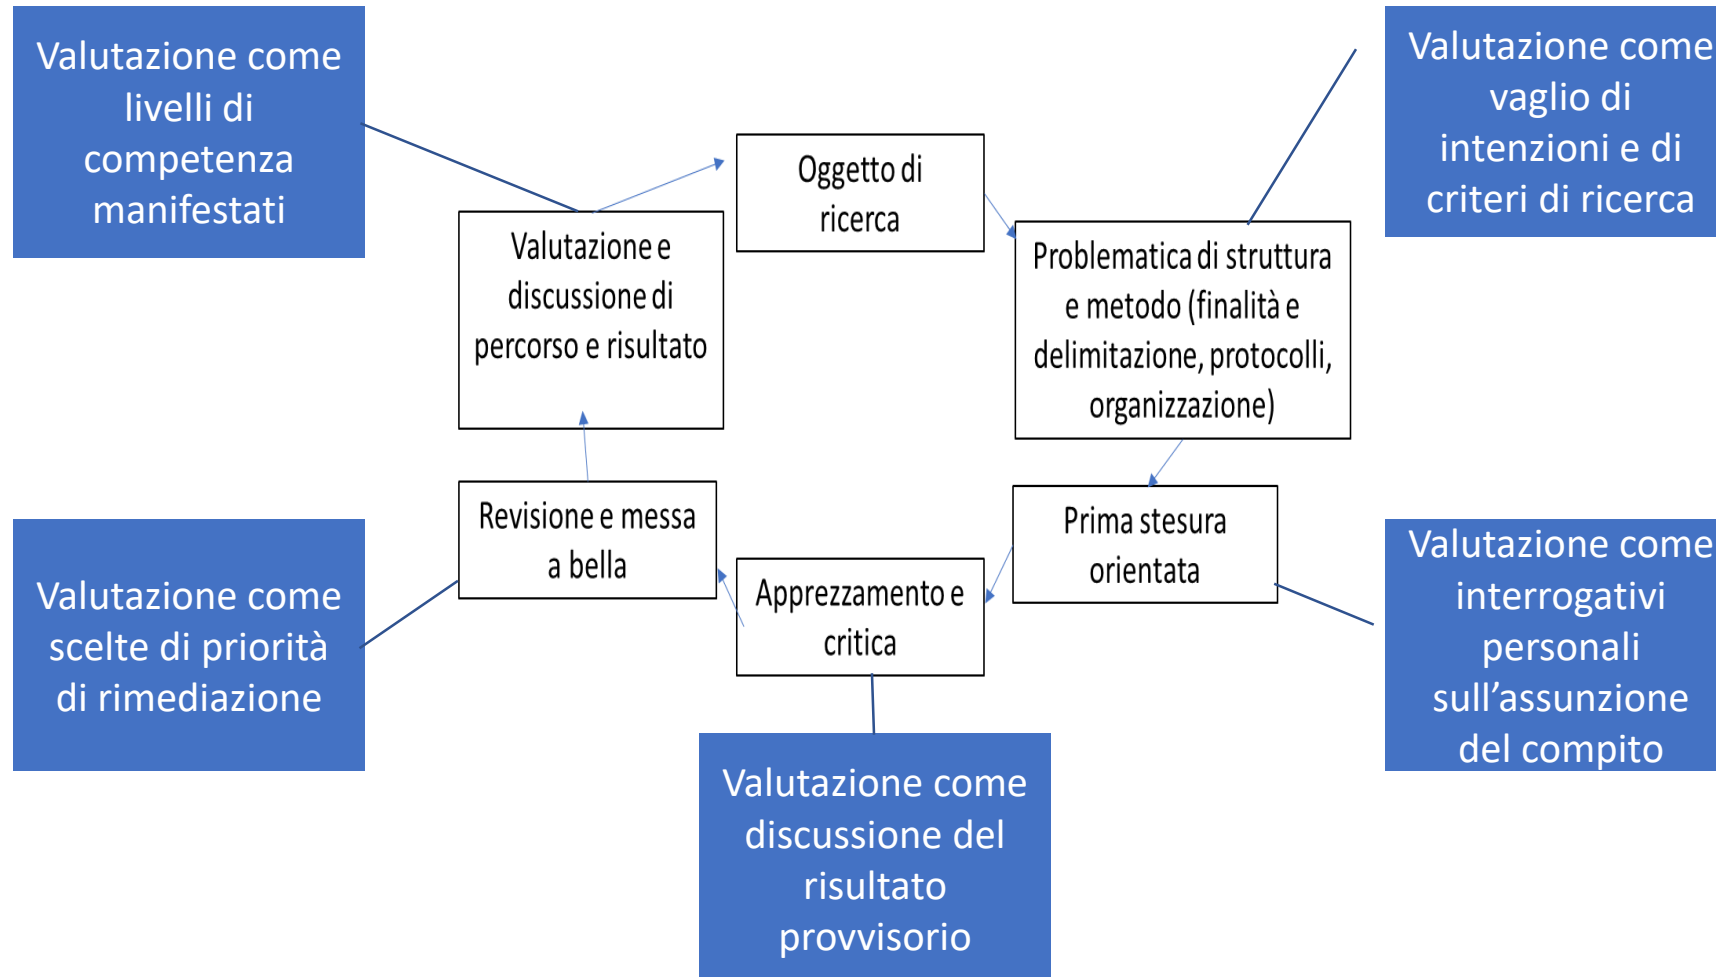 Valutazione come
livelli di
competenza
manifestati
Oggetto di
ricerca
Valutazione come
vaglio di
intenzioni e di
criteri di ricerca
Valutazione e
discussione di
percorso e risultato
Problematica di struttura
e metodo (finalità e
delimitazione, protocolli,
organizzazione)
Revisione e messa
a bella
Apprezzamento e
critica
Prima stesura
orientata
Valutazione come
scelte di priorità
di rimediazione
Valutazione come
discussione del
risultato
provvisorio
Valutazione come
interrogativi
personali
sull’assunzione
del compito